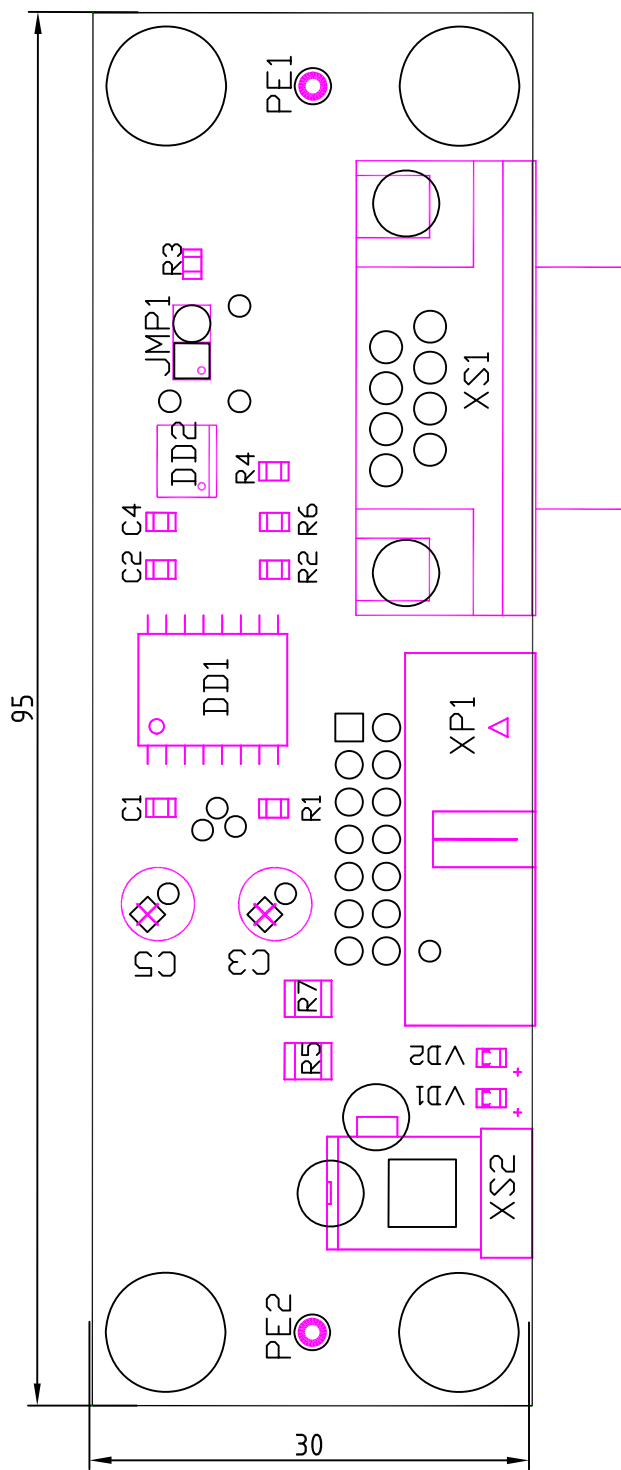 PE1
R3
JMP1
XS1
DD2
R4
C4
R6
C2
R2
DD1
95
XP1
C1
R1
C5
C3
R7
VD2
R5
VD1
XS2
PE2
30